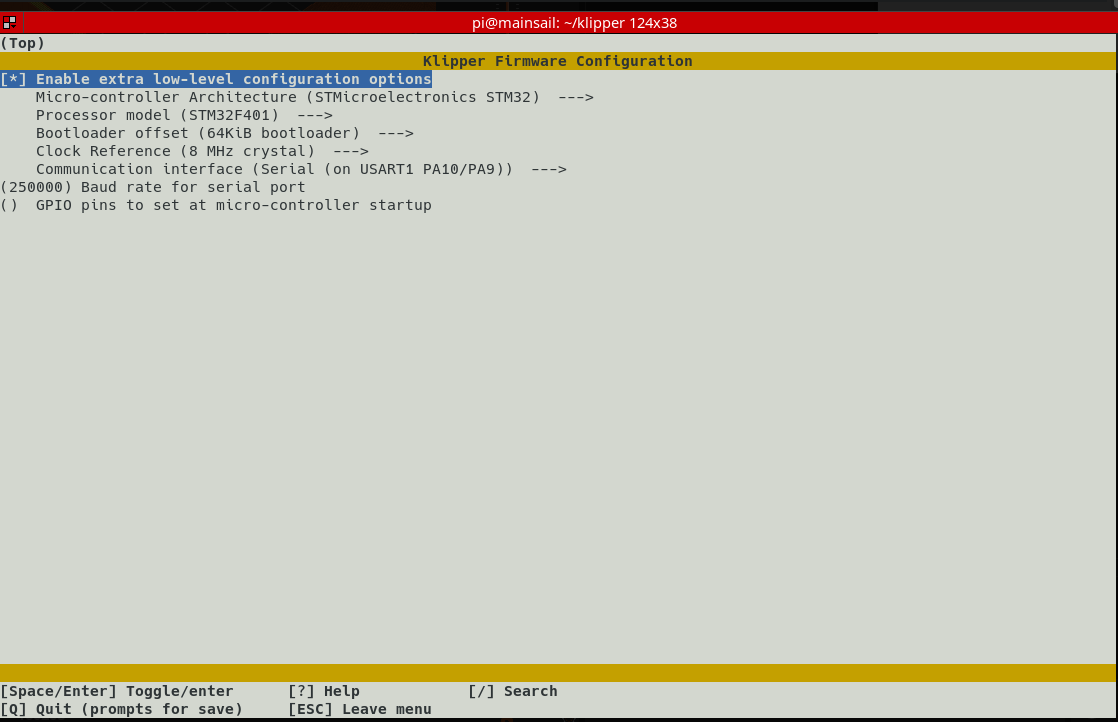 pi@mainsail: ~/klipper 124x38
(Top)
Klipper Firmware Configuration
[*] Enable extra low-level configuration options
Micro-controller Architecture (STMicroelectronics STM32)  --->
Processor model (STM32F401)  --->
Bootloader offset (64KiB bootloader)  --->
Clock Reference (8 MHz crystal)  --->
Communication interface (Serial (on USART1 PA10/PA9))  --->
(250000) Baud rate for serial port
()  GPIO pins to set at micro-controller startup
[Space/Enter] Toggle/enter      [?] Help            [/] Search
[Q] Quit (prompts for save)     [ESC] Leave menu